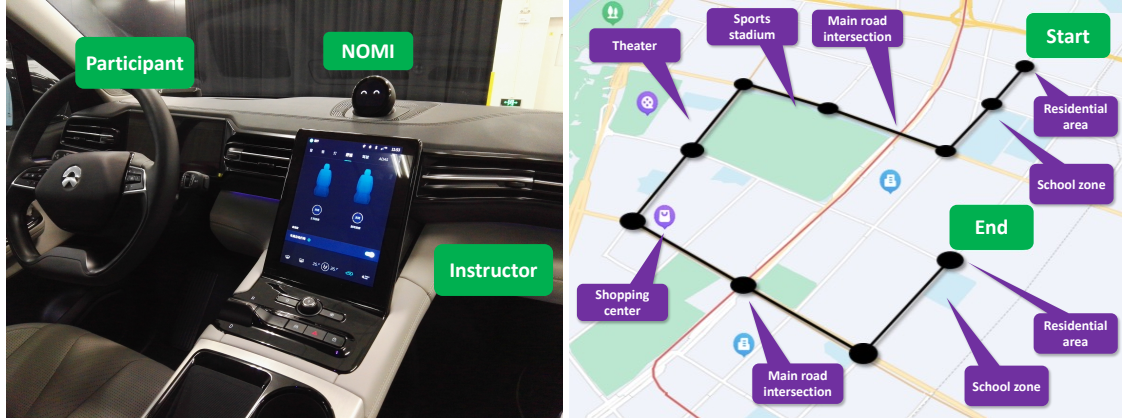 Participant
NOMI
Instructor
Theater
Sports
stadium
Main road
intersection
Start
Residential
area
School zone
End
Shopping
center
Main road
intersection
Residential
area
School zone